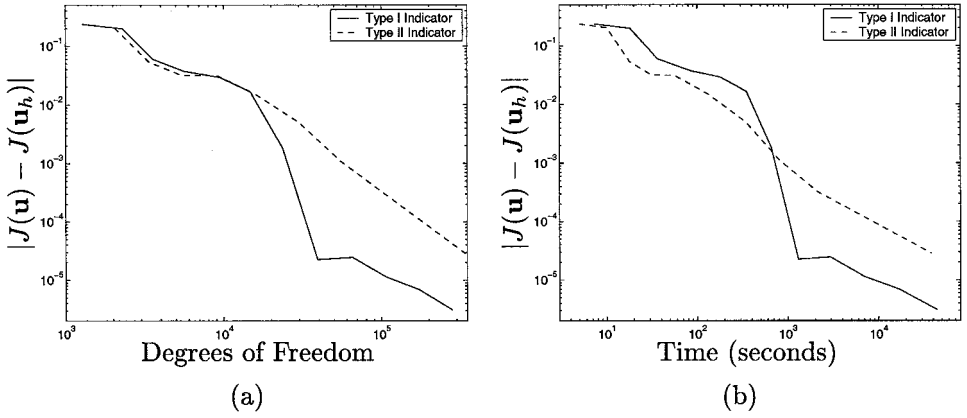 Type I Indicator
Type II Indicator
10^{-1}
10^{-2}
10^{-3}
10^{-4}
10^{-5}
|J(u) − J(u_h)|
10^3
10^4
10^5
Degrees of Freedom
(a)
Type I Indicator
Type II Indicator
10^{-1}
10^{-2}
10^{-3}
10^{-4}
10^{-5}
|J(u) − J(u_h)|
10^1
10^2
10^3
10^4
Time (seconds)
(b)